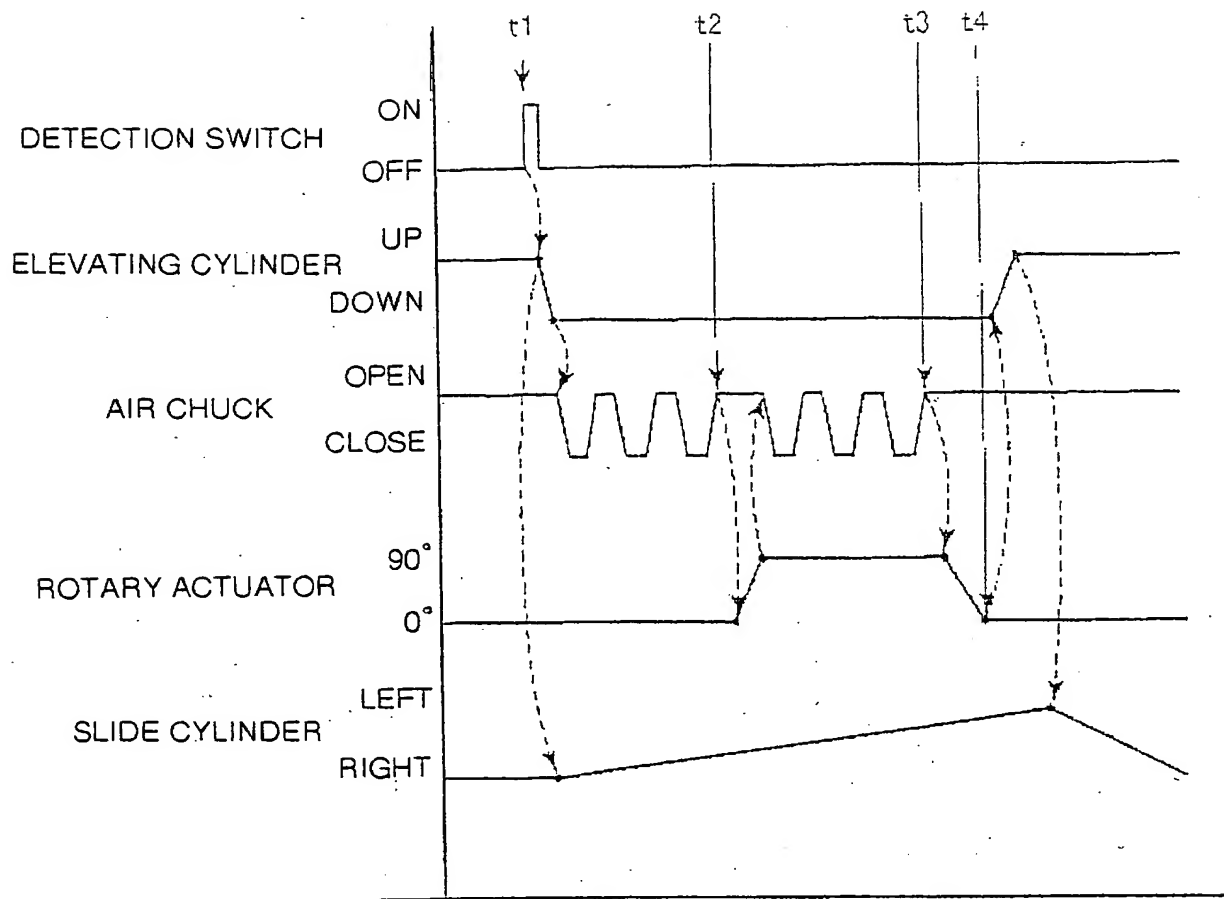 t1 t2 t3 t4
ON
DETECTION SWITCH
OFF
UP
ELEVATING CYLINDER
DOWN
OPEN
AIR CHUCK
CLOSE
90°
ROTARY ACTUATOR
0°
LEFT
SLIDE CYLINDER
RIGHT